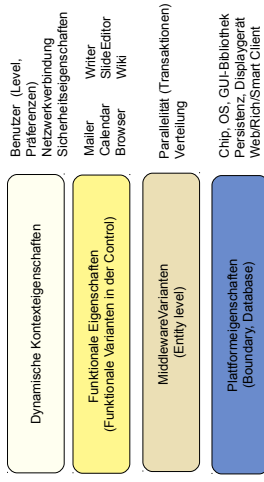 Dynamische Kontexteigenschaften
Benutzer (Level,
Präferenzen)
Netzwerkverbindung
Sicherheitseigenschaften
Funktionale Eigenschaften
(Funktionale Varianten in der Control)
Mailer Writer
Calendar SlideEditor
Browser Wiki
MiddlewareVarianten
(Entity level)
Parallelität (Transaktionen)
Verteilung
Plattformeigenschaften
(Boundary, Database)
Chip, OS, GUI-Bibliothek
Persistenz, Displaygerät
Web/Rich/Smart Client